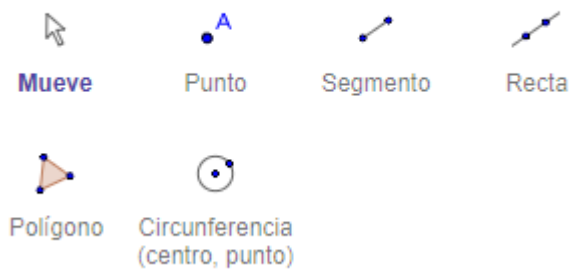 A
Mueve Punto Segmento Recta
Polígono Circunferencia
(centro, punto)